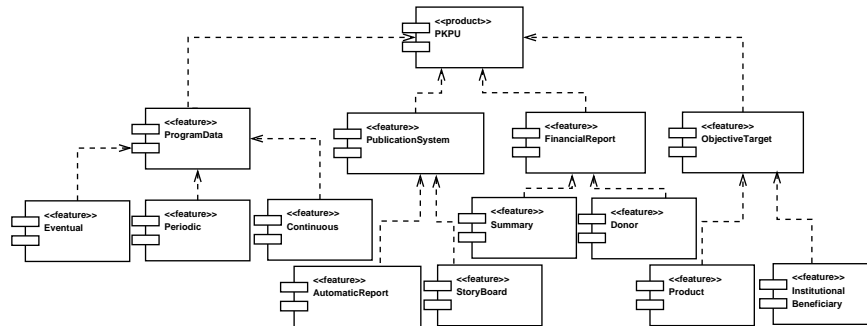 <<product>>
PKPU
<<feature>>
ProgramData
<<feature>>
PublicationSystem
<<feature>>
FinancialReport
<<feature>>
ObjectiveTarget
<<feature>>
Eventual
<<feature>>
Periodic
<<feature>>
Continuous
<<feature>>
Summary
<<feature>>
Donor
<<feature>>
AutomaticReport
<<feature>>
StoryBoard
<<feature>>
Product
<<feature>>
Institutional
Beneficiary